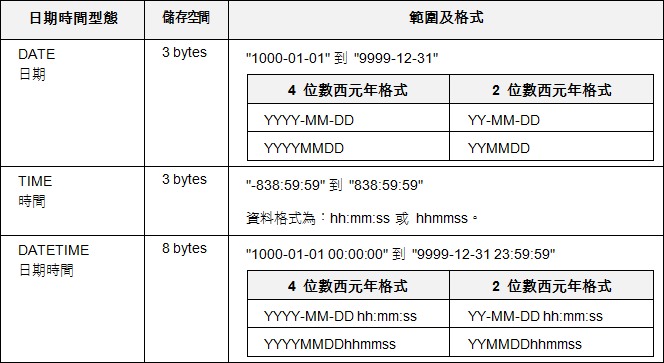 日期時間型態 儲存空間 範圍及格式
DATE 3 bytes "1000-01-01" 到 "9999-12-31"
日期
4 位數西元年格式 2 位數西元年格式
YYYY-MM-DD YY-MM-DD
YYYYMMDD YYMMDD
TIME 3 bytes "-838:59:59" 到 "838:59:59"
時間
資料格式為：hh:mm:ss 或 hhmmss。
DATETIME 8 bytes "1000-01-01 00:00:00" 到 "9999-12-31 23:59:59"
日期時間
4 位數西元年格式 2 位數西元年格式
YYYY-MM-DD hh:mm:ss YY-MM-DD hh:mm:ss
YYYYMMDDhhmmss YYMMDDhhmmss